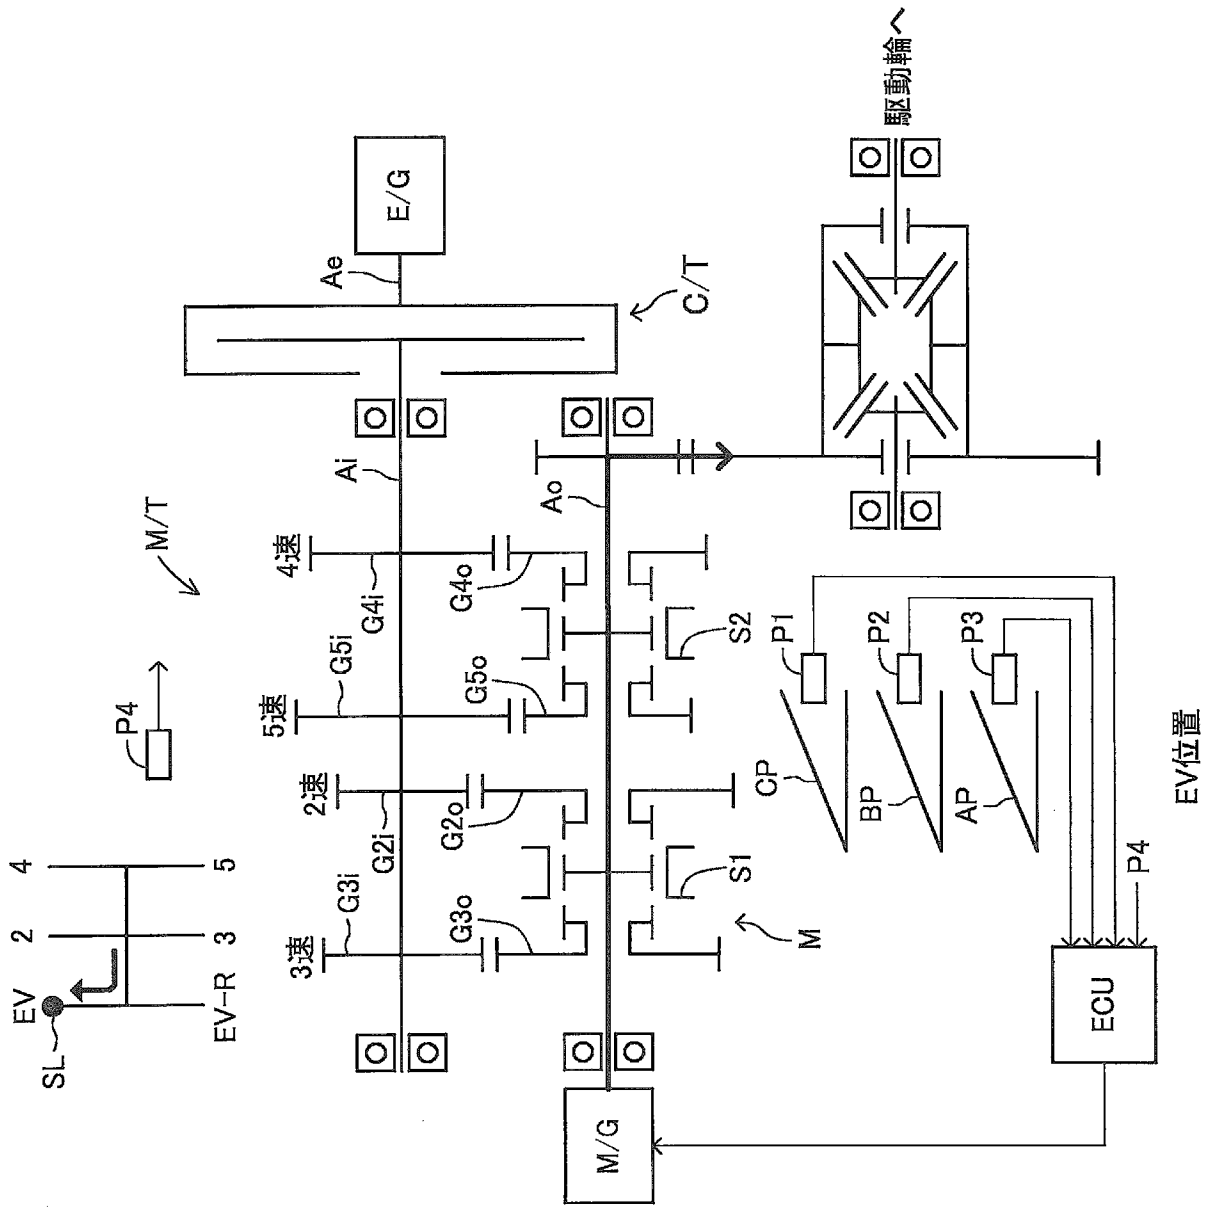 EV 2 4
EV-R 3 5
SL
P4
M/T
3速
2速
5速
4速
G3i
G2i
G5i
G4i
Ai
Ae
E/G
C/T
G3o
G2o
G5o
G4o
Ao
M/G
S1
S2
M
駆動輪へ
CP
BP
AP
P1
P2
P3
P4
ECU
EV位置